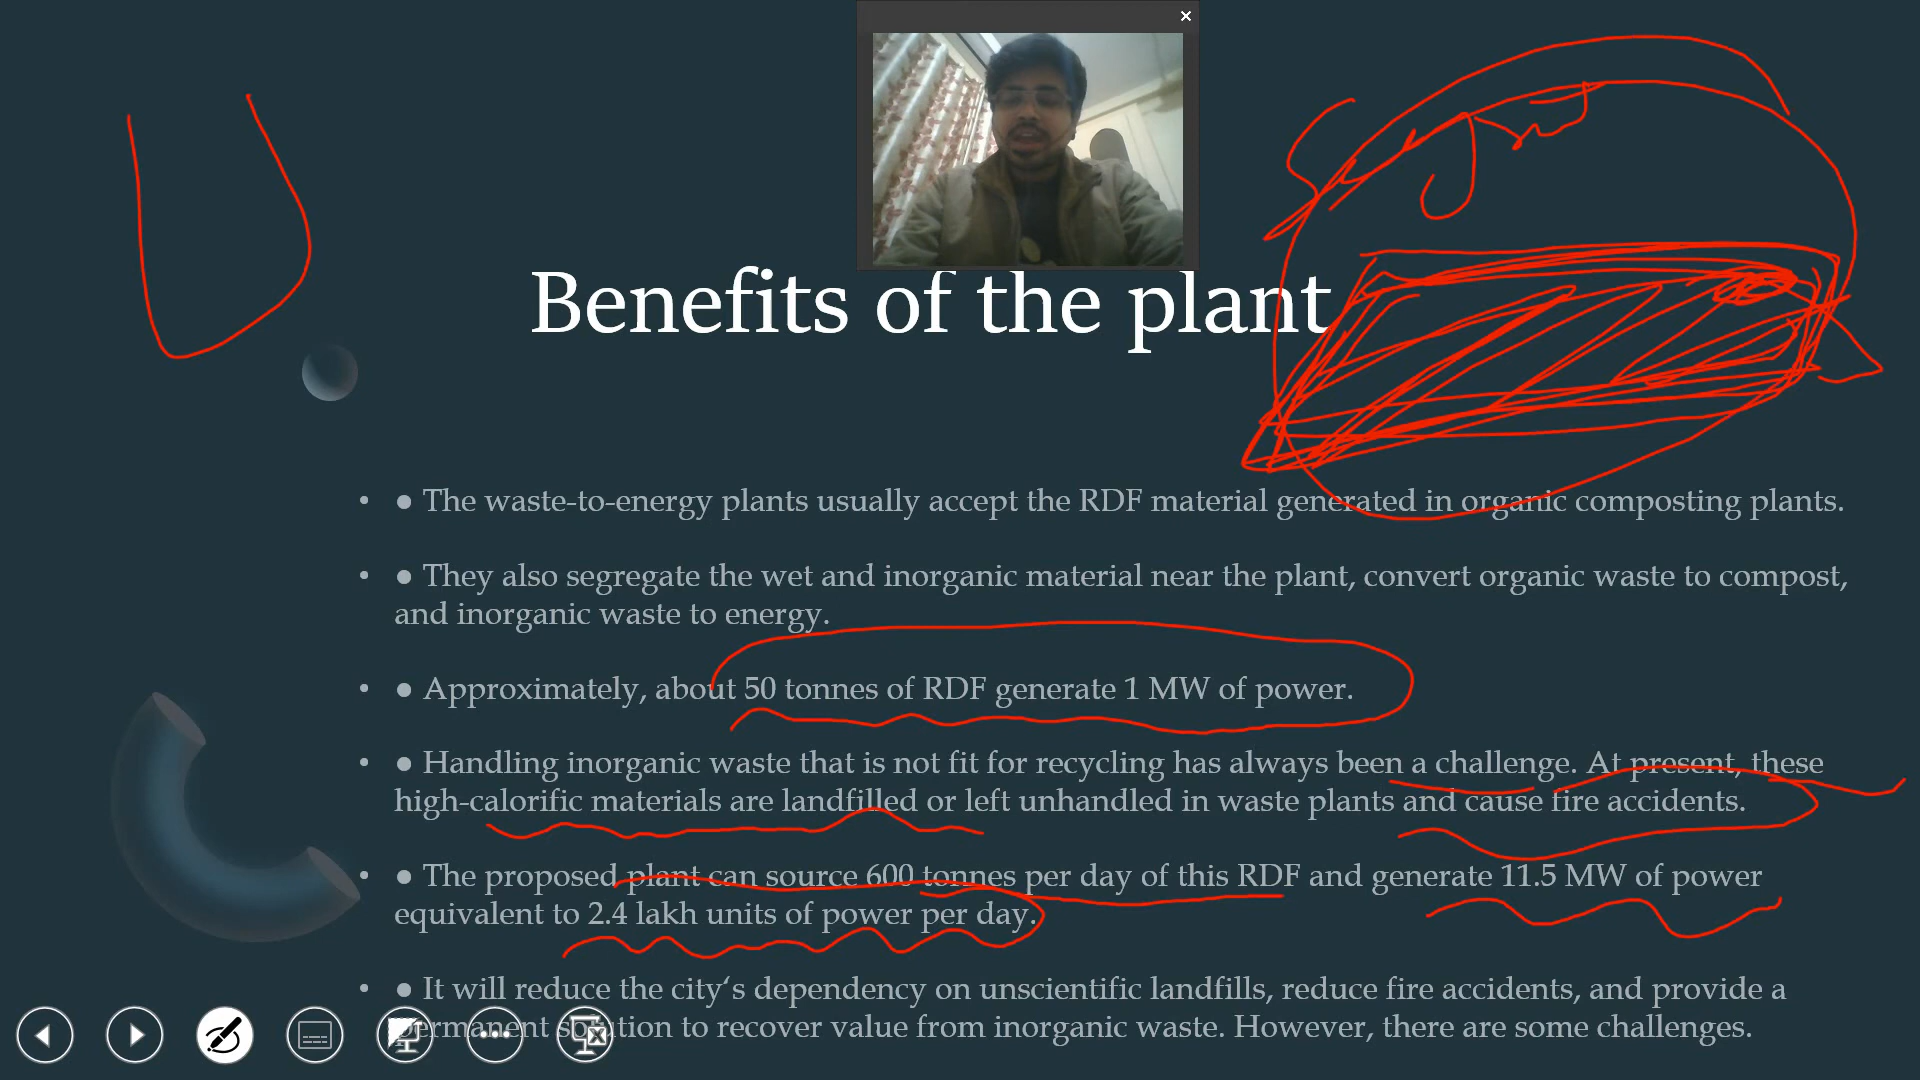 Benefits of the plant
• ● The waste-to-energy plants usually accept the RDF material generated in organic composting plants.
• ● They also segregate the wet and inorganic material near the plant, convert organic waste to compost,
and inorganic waste to energy.
• ● Approximately, about 50 tonnes of RDF generate 1 MW of power.
• ● Handling inorganic waste that is not fit for recycling has always been a challenge. At present, these
high-calorific materials are landfilled or left unhandled in waste plants and cause fire accidents.
• ● The proposed plant can source 600 tonnes per day of this RDF and generate 11.5 MW of power
equivalent to 2.4 lakh units of power per day.
• ● It will reduce the city‘s dependency on unscientific landfills, reduce fire accidents, and provide a
permanent solution to recover value from inorganic waste. However, there are some challenges.